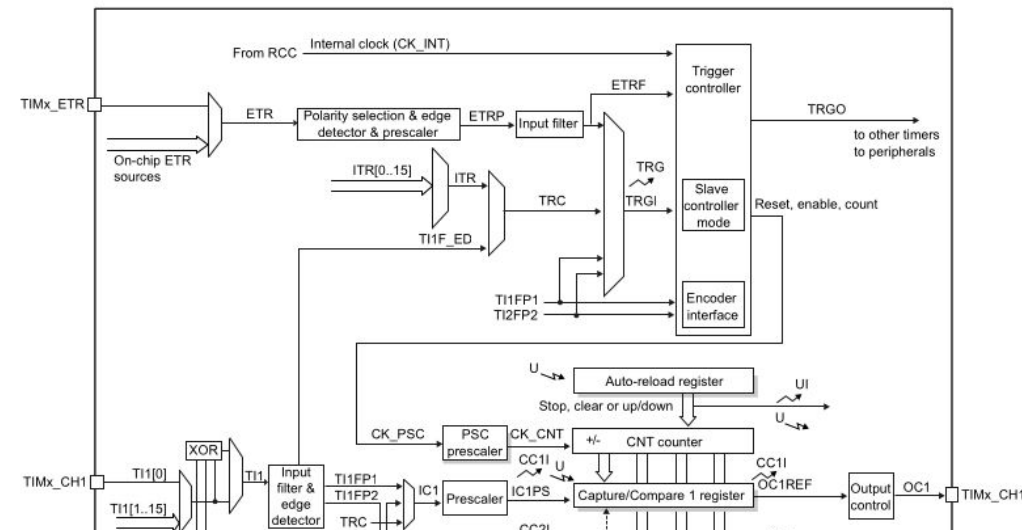 Internal clock (CK_INT)
From RCC
Trigger
controller
ETRF
TIMx_ETR
ETR
Polarity selection & edge
detector & prescaler
ETRP
Input filter
TRGO
to other timers
to peripherals
On-chip ETR
sources
ITR[0..15]
ITR
TRG
TRC
TRGI
Slave
controller
mode
Reset, enable, count
TI1F_ED
TI1FP1
TI2FP2
Encoder
interface
U
Auto-reload register
UI
Stop, clear or up/down
U
CK_PSC
PSC
prescaler
CK_CNT
+/-
CNT counter
XOR
CC1I
U
CC1I
TIMx_CH1
TI1[0]
TI1
Input
filter &
edge
detector
TI1FP1
TI1FP2
TRC
IC1
Prescaler
IC1PS
Capture/Compare 1 register
OC1REF
Output
control
OC1
TIMx_CH1
TI1[1..15]